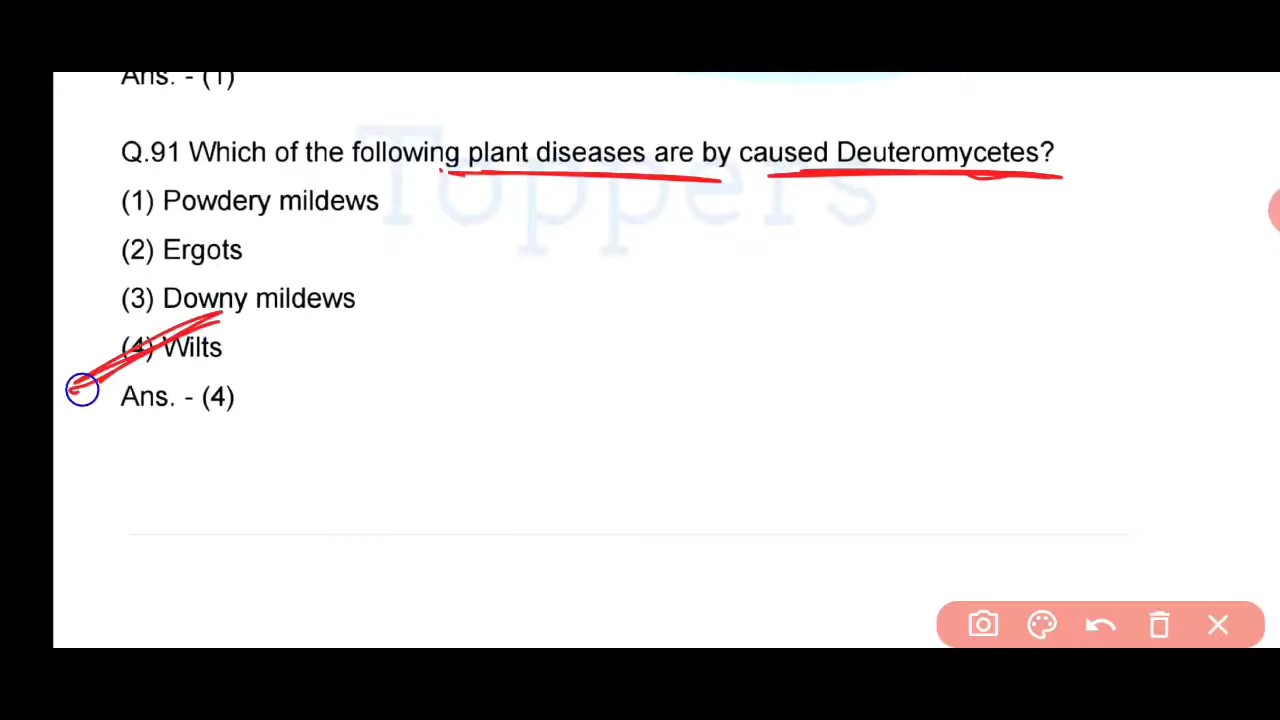 Ans. - (1)
Q.91 Which of the following plant diseases are by caused Deuteromycetes?
Toppers
(1) Powdery mildews
(2) Ergots
(3) Downy mildews
(4) Wilts
Ans. - (4)